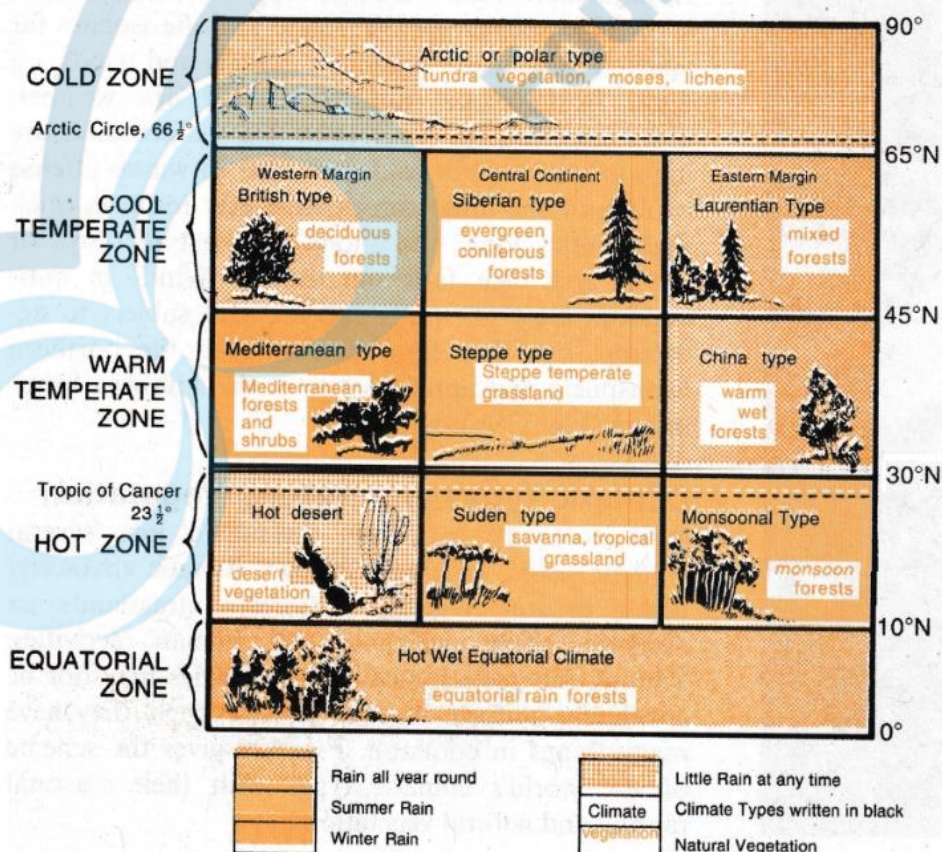 90°
COLD ZONE
Arctic or polar type
tundra vegetation, moses, lichens
Arctic Circle, 66 ½°
65°N
COOL
TEMPERATE
ZONE
Western Margin
British type
deciduous
forests
Central Continent
Siberian type
evergreen
coniferous
forests
Eastern Margin
Laurentian Type
mixed
forests
45°N
WARM
TEMPERATE
ZONE
Mediterranean type
Mediterranean
forests
and
shrubs
Steppe type
Steppe temperate
grassland
China type
warm
wet
forests
30°N
Tropic of Cancer
23 ½°
HOT ZONE
Hot desert
desert
vegetation
Suden type
savanna, tropical
grassland
Monsoonal Type
monsoon
forests
10°N
EQUATORIAL
ZONE
Hot Wet Equatorial Climate
equatorial rain forests
0°
Rain all year round
Summer Rain
Winter Rain
Little Rain at any time
Climate
Climate Types written in black
vegetation
Natural Vegetation